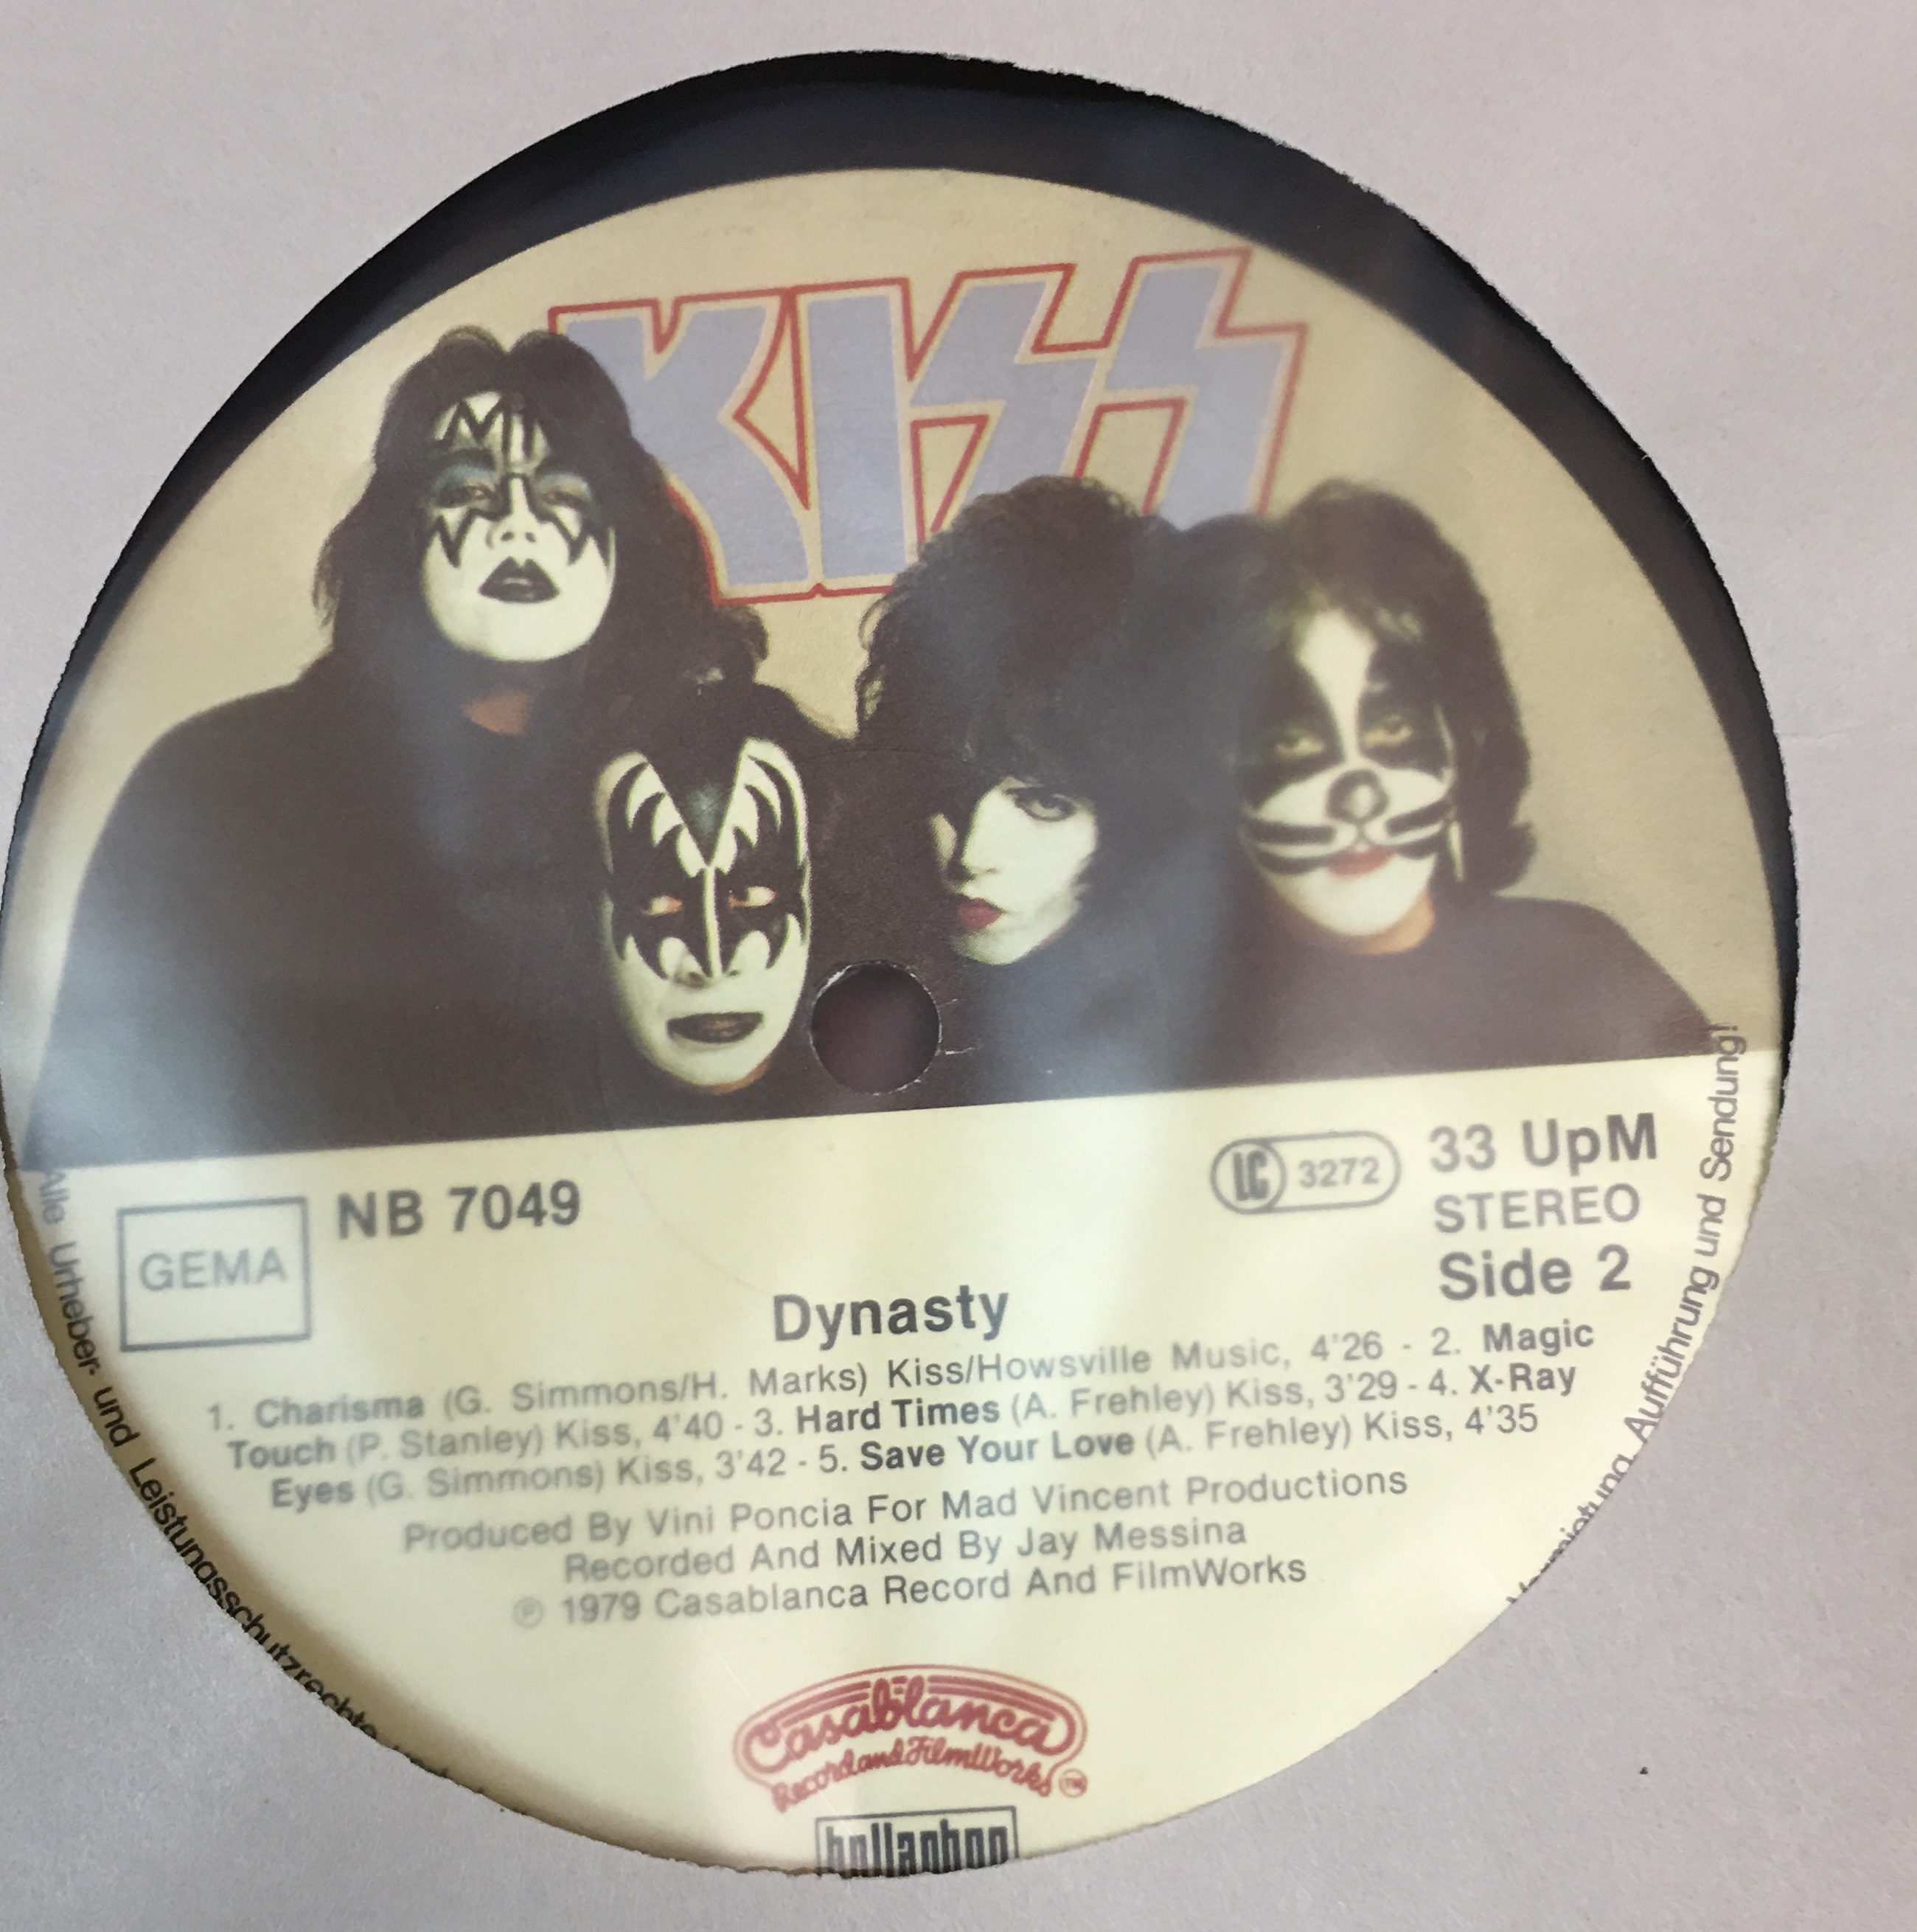 KISS
GEMA
NB 7049
LC 3272
33 UpM
STEREO
Side 2
Dynasty
1. Charisma (G. Simmons/H. Marks) Kiss/Howsville Music, 4'26 - 2. Magic
Touch (P. Stanley) Kiss, 4'40 - 3. Hard Times (A. Frehley) Kiss, 3'29 - 4. X-Ray
Eyes (G. Simmons) Kiss, 3'42 - 5. Save Your Love (A. Frehley) Kiss, 4'35
Produced By Vini Poncia For Mad Vincent Productions
Recorded And Mixed By Jay Messina
℗ 1979 Casablanca Record And FilmWorks
Casablanca
Record and FilmWorks TM
bellaphon
Alle Urheber- und Leistungsschutzrechte
Vermietung, Aufführung und Sendung!